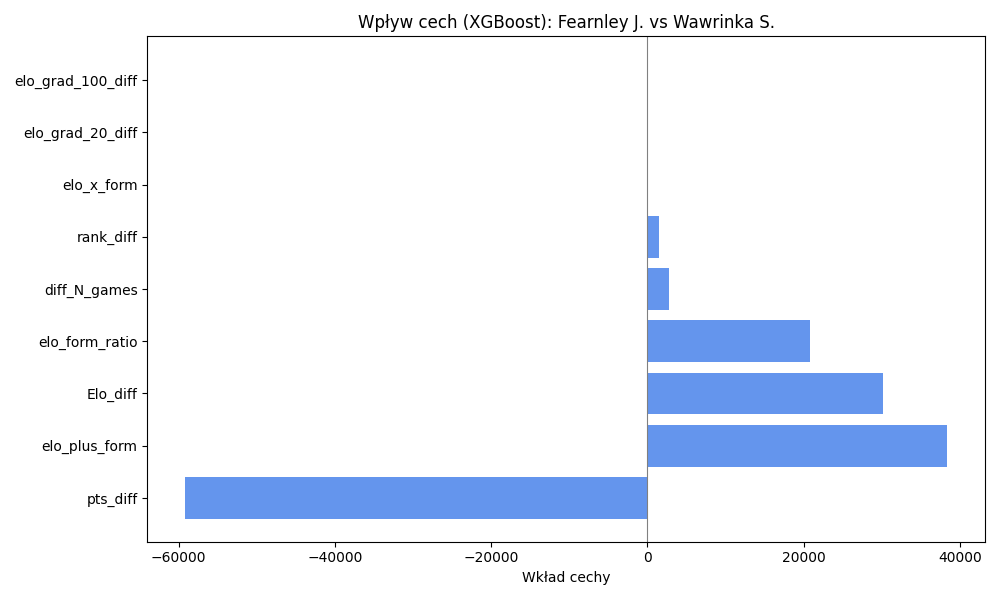 Wpływ cech (XGBoost): Fearnley J. vs Wawrinka S.
elo_grad_100_diff
elo_grad_20_diff
elo_x_form
rank_diff
diff_N_games
elo_form_ratio
Elo_diff
elo_plus_form
pts_diff
−60000 −40000 −20000 0 20000 40000
Wkład cechy